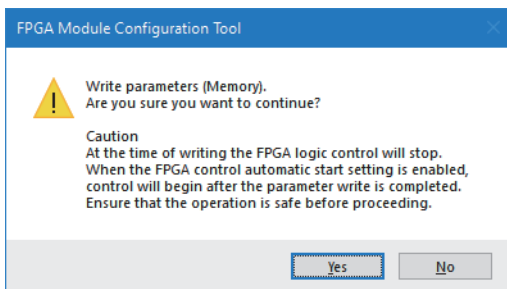 FPGA Module Configuration Tool
Write parameters (Memory).
Are you sure you want to continue?
Caution
At the time of writing the FPGA logic control will stop.
When the FPGA control automatic start setting is enabled,
control will begin after the parameter write is completed.
Ensure that the operation is safe before proceeding.
Yes
No